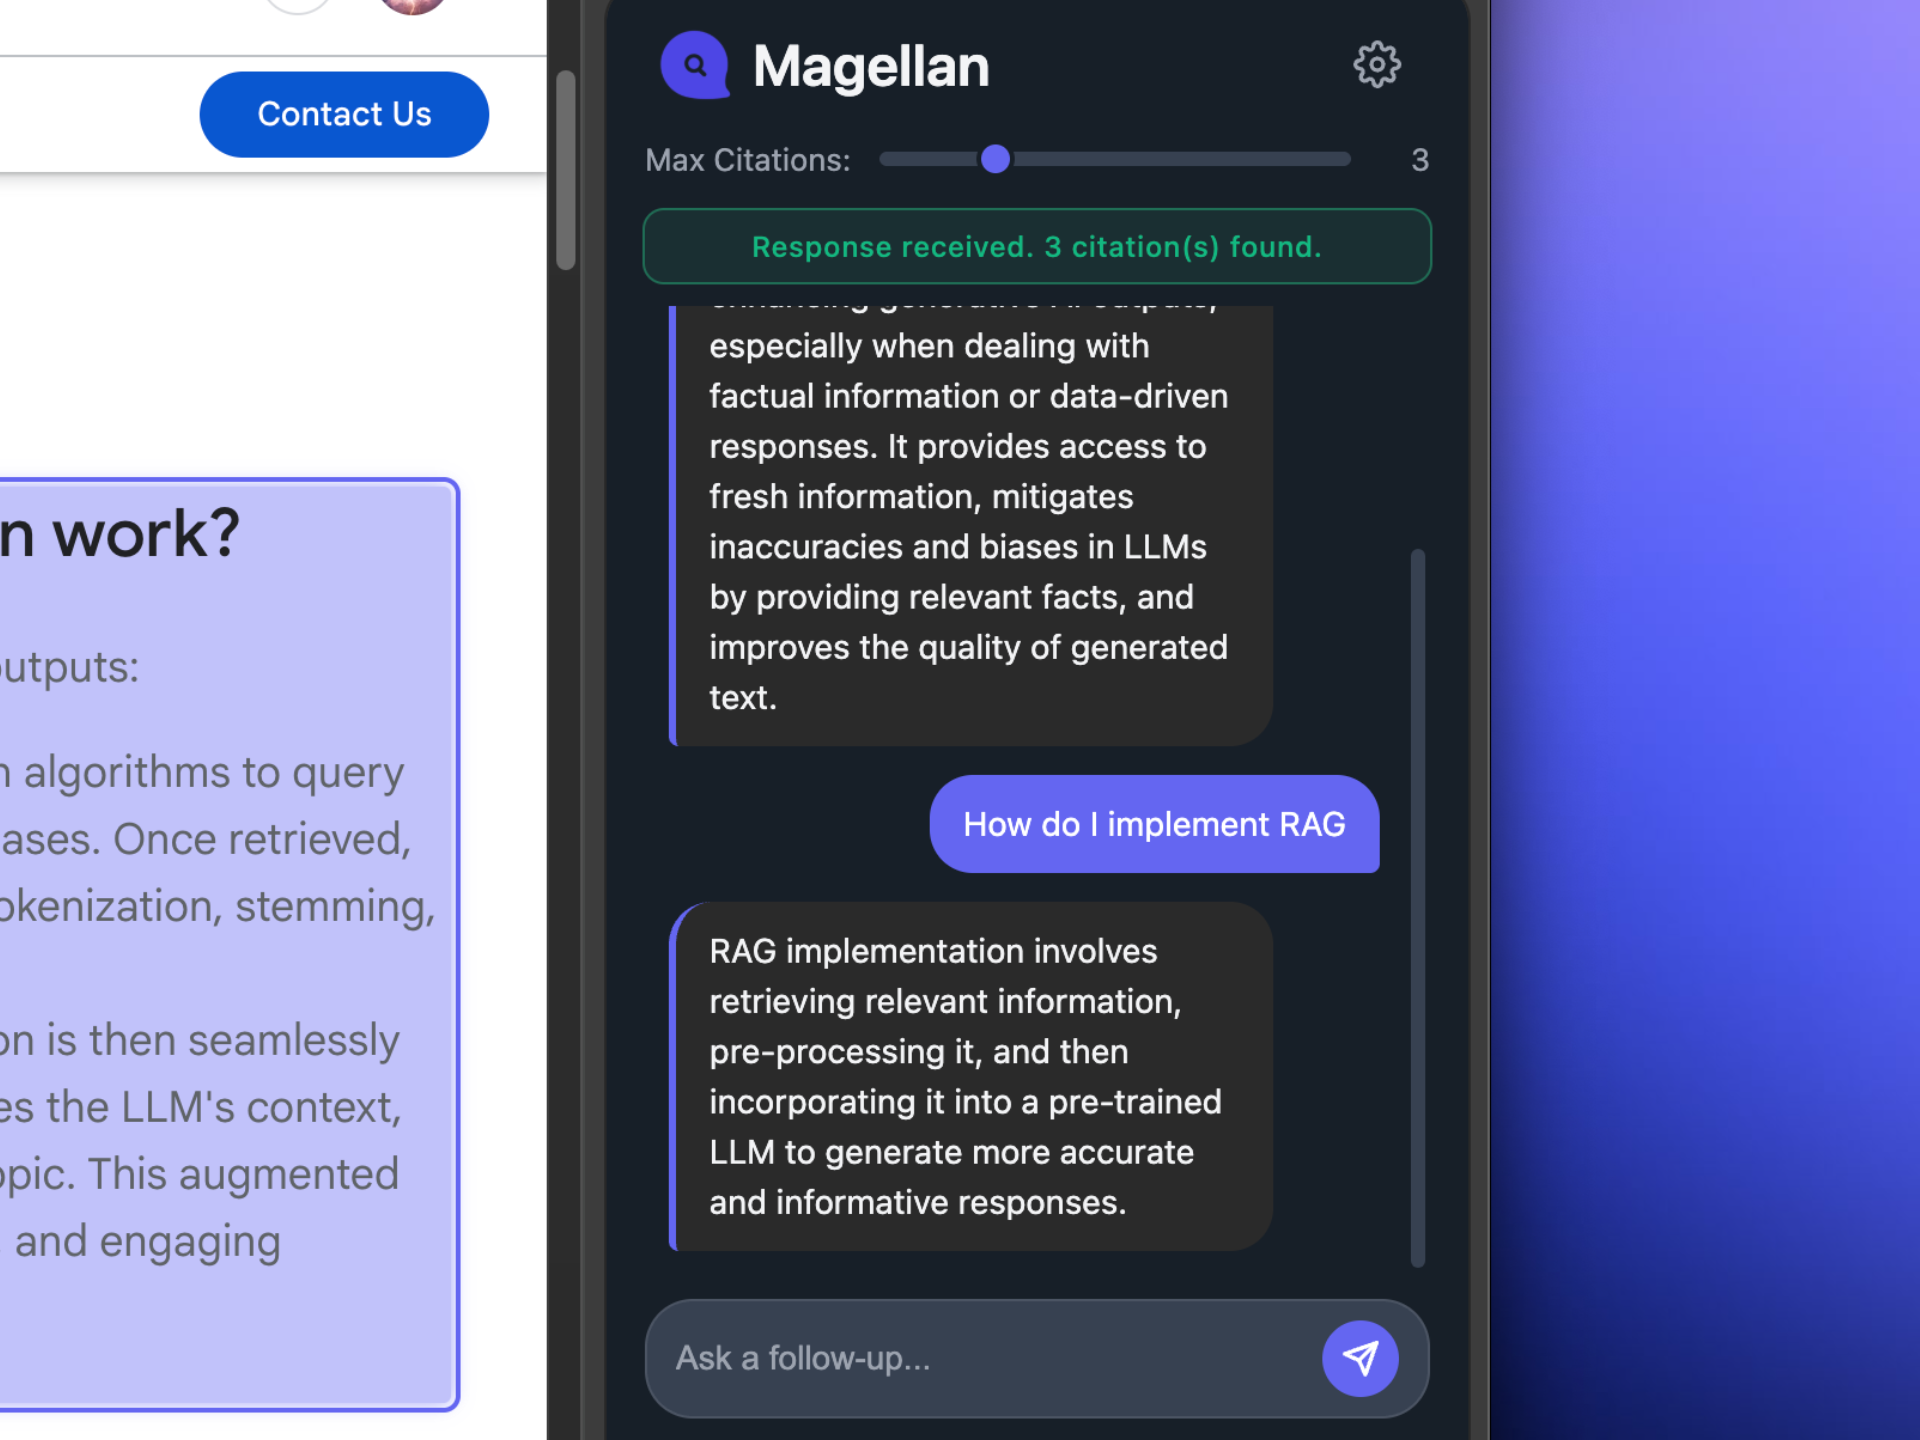 Contact Us
n work?
outputs:
n algorithms to query
ases. Once retrieved,
okenization, stemming,
on is then seamlessly
es the LLM's context,
opic. This augmented
, and engaging
Magellan
Max Citations: 3
Response received. 3 citation(s) found.
enhancing generative AI outputs,
especially when dealing with
factual information or data-driven
responses. It provides access to
fresh information, mitigates
inaccuracies and biases in LLMs
by providing relevant facts, and
improves the quality of generated
text.
How do I implement RAG
RAG implementation involves
retrieving relevant information,
pre-processing it, and then
incorporating it into a pre-trained
LLM to generate more accurate
and informative responses.
Ask a follow-up...